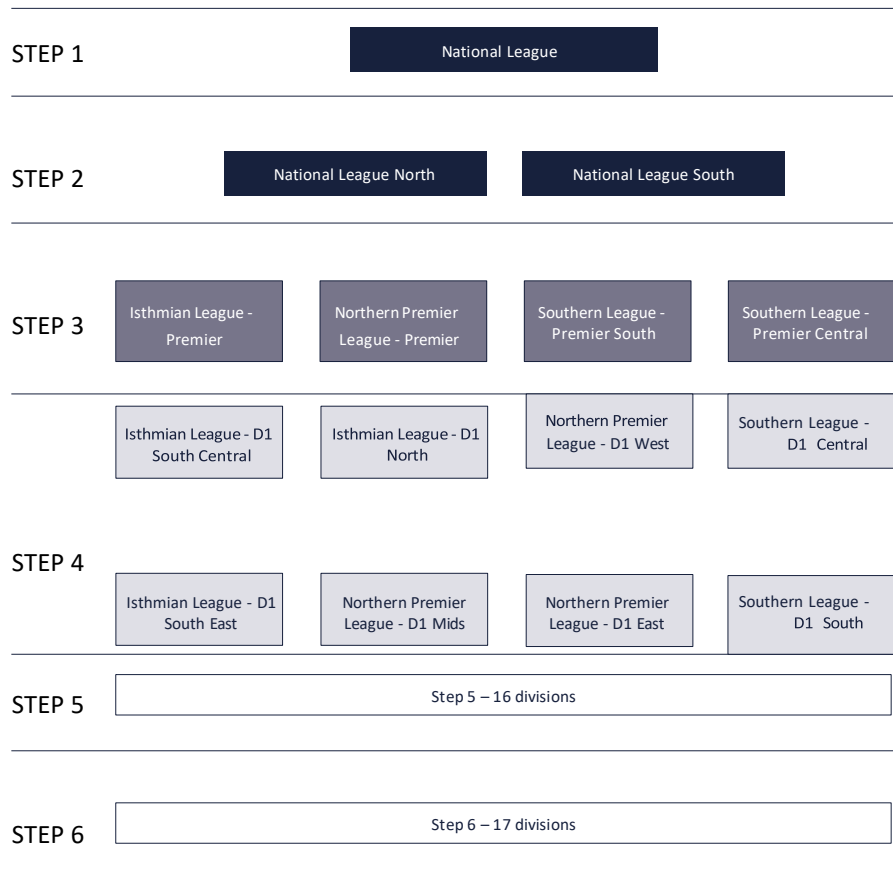 STEP 1
National League
STEP 2
National League North
National League South
STEP 3
Isthmian League -
Premier
Northern Premier
League - Premier
Southern League -
Premier South
Southern League -
Premier Central
STEP 4
Isthmian League - D1
South Central
Isthmian League - D1
North
Northern Premier
League - D1 West
Southern League -
D1 Central
Isthmian League - D1
South East
Northern Premier
League - D1 Mids
Northern Premier
League - D1 East
Southern League -
D1 South
STEP 5
Step 5 – 16 divisions
STEP 6
Step 6 – 17 divisions